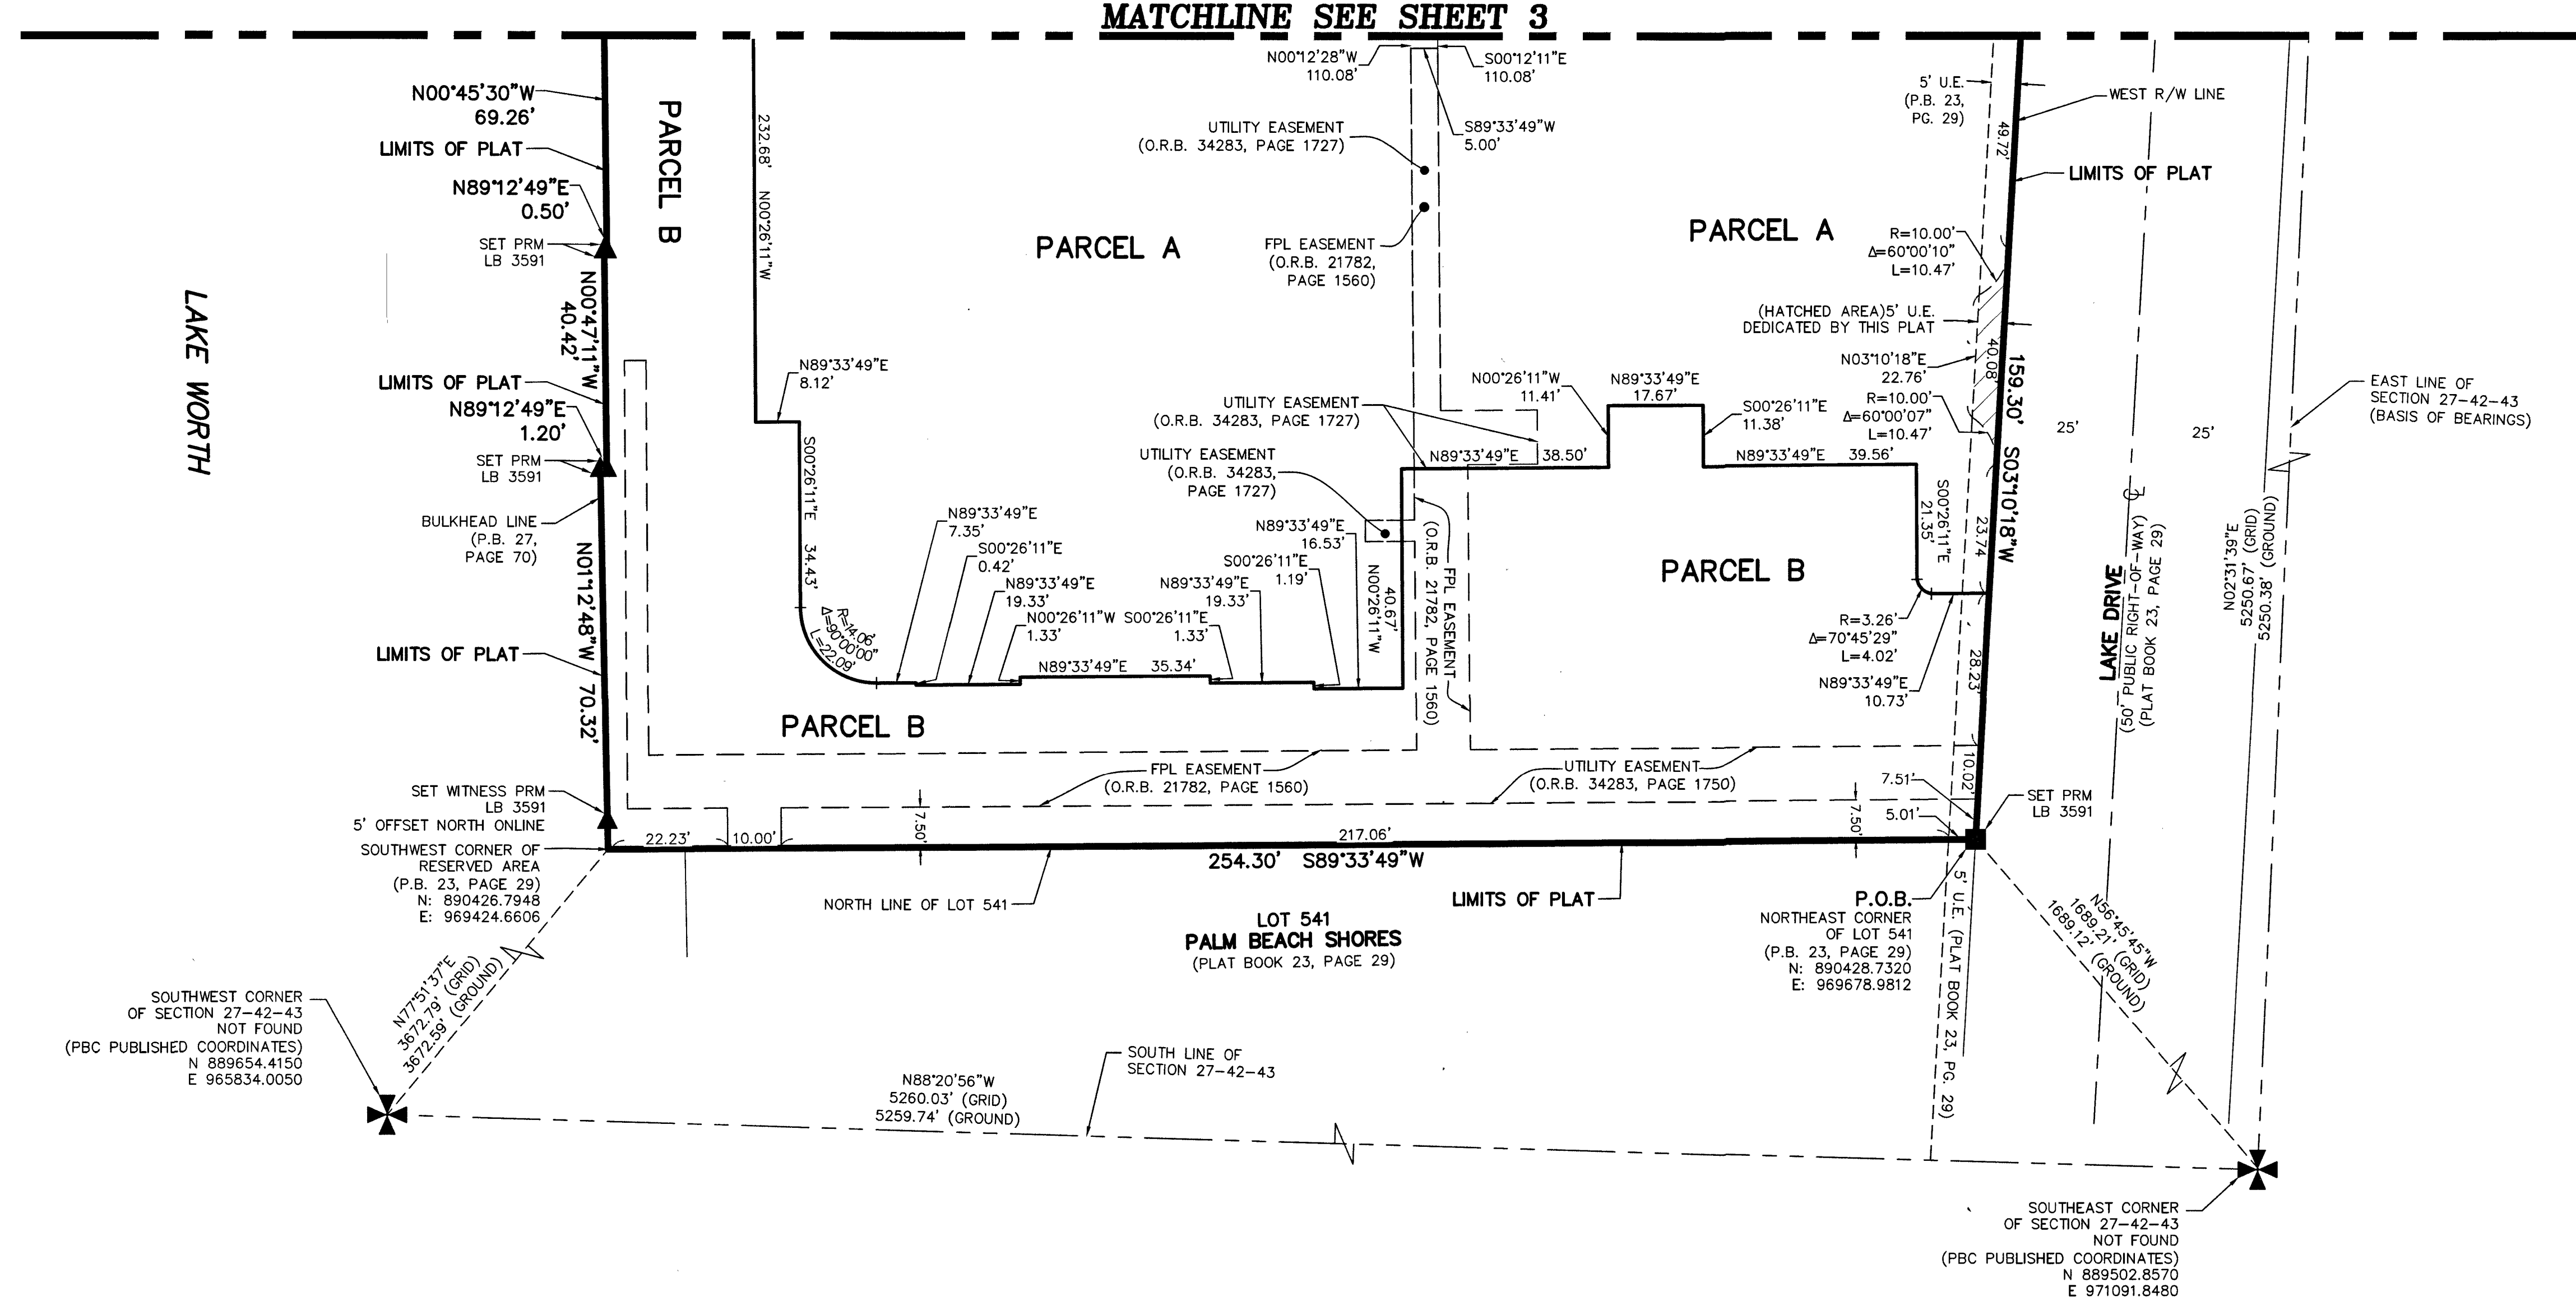 MATCHLINE SEE SHEET 3
N00°45'30"W
69.26'
LIMITS OF PLAT
N89°12'49"E
0.50'
SET PRM
LB 3591
N00°47'11"W
40.42'
LIMITS OF PLAT
N89°12'49"E
1.20'
SET PRM
LB 3591
BULKHEAD LINE
(P.B. 27,
PAGE 70)
N01°12'48"W 70.32'
LIMITS OF PLAT
SET WITNESS PRM
LB 3591
5' OFFSET NORTH ONLINE
SOUTHWEST CORNER OF
RESERVED AREA
(P.B. 23, PAGE 29)
N: 890426.7948
E: 969424.6606
LAKE WORTH
PARCEL B
232.68' N00°26'11"W
PARCEL A
N89°33'49"E
8.12'
S00°26'11"E 34.43'
R=14.06'
Δ=90°00'00"
L=22.09'
N89°33'49"E
7.35'
S00°26'11"E
0.42'
N89°33'49"E
19.33'
N00°26'11"W
1.33'
N89°33'49"E 35.34'
S00°26'11"E
1.33'
N89°33'49"E
19.33'
S00°26'11"E
1.19'
N89°33'49"E
16.53'
40.67'
N00°26'11"W
PARCEL B
N00°12'28"W
110.08'
S00°12'11"E
110.08'
S89°33'49"W
5.00'
UTILITY EASEMENT
(O.R.B. 34283, PAGE 1727)
FPL EASEMENT
(O.R.B. 21782,
PAGE 1560)
UTILITY EASEMENT
(O.R.B. 34283, PAGE 1727)
UTILITY EASEMENT
(O.R.B. 34283,
PAGE 1727)
FPL EASEMENT
(O.R.B. 21782, PAGE 1560)
N89°33'49"E 38.50'
N00°26'11"W
11.41'
N89°33'49"E
17.67'
S00°26'11"E
11.38'
N89°33'49"E 39.56'
PARCEL A
PARCEL B
5' U.E.
(P.B. 23,
PG. 29)
49.72'
WEST R/W LINE
LIMITS OF PLAT
R=10.00'
Δ=60°00'10"
L=10.47'
(HATCHED AREA)5' U.E.
DEDICATED BY THIS PLAT
N03°10'18"E
22.76'
40.08'
R=10.00'
Δ=60°00'07"
L=10.47'
159.30' S03°10'18"W
S00°26'11"E
21.35'
23.74
R=3.26'
Δ=70°45'29"
L=4.02'
N89°33'49"E
10.73'
28.23'
10.02'
7.51'
5.01'
SET PRM
LB 3591
25'
25'
LAKE DRIVE
(50' PUBLIC RIGHT-OF-WAY)
(PLAT BOOK 23, PAGE 29)
EAST LINE OF
SECTION 27-42-43
(BASIS OF BEARINGS)
N02°31'39"E
5250.67' (GRID)
5250.38' (GROUND)
FPL EASEMENT
(O.R.B. 21782, PAGE 1560)
UTILITY EASEMENT
(O.R.B. 34283, PAGE 1750)
22.23'
10.00'
7.50'
217.06'
7.50'
254.30' S89°33'49"W
NORTH LINE OF LOT 541
LIMITS OF PLAT
LOT 541
PALM BEACH SHORES
(PLAT BOOK 23, PAGE 29)
P.O.B.
NORTHEAST CORNER
OF LOT 541
(P.B. 23, PAGE 29)
N: 890428.7320
E: 969678.9812
5' U.E. (PLAT BOOK 23, PG. 29)
N56°45'45"W
1689.21' (GRID)
1689.12' (GROUND)
N77°51'37"E
3672.79' (GRID)
3672.59' (GROUND)
SOUTHWEST CORNER
OF SECTION 27-42-43
NOT FOUND
(PBC PUBLISHED COORDINATES)
N 889654.4150
E 965834.0050
N88°20'56"W
5260.03' (GRID)
5259.74' (GROUND)
SOUTH LINE OF
SECTION 27-42-43
SOUTHEAST CORNER
OF SECTION 27-42-43
NOT FOUND
(PBC PUBLISHED COORDINATES)
N 889502.8570
E 971091.8480